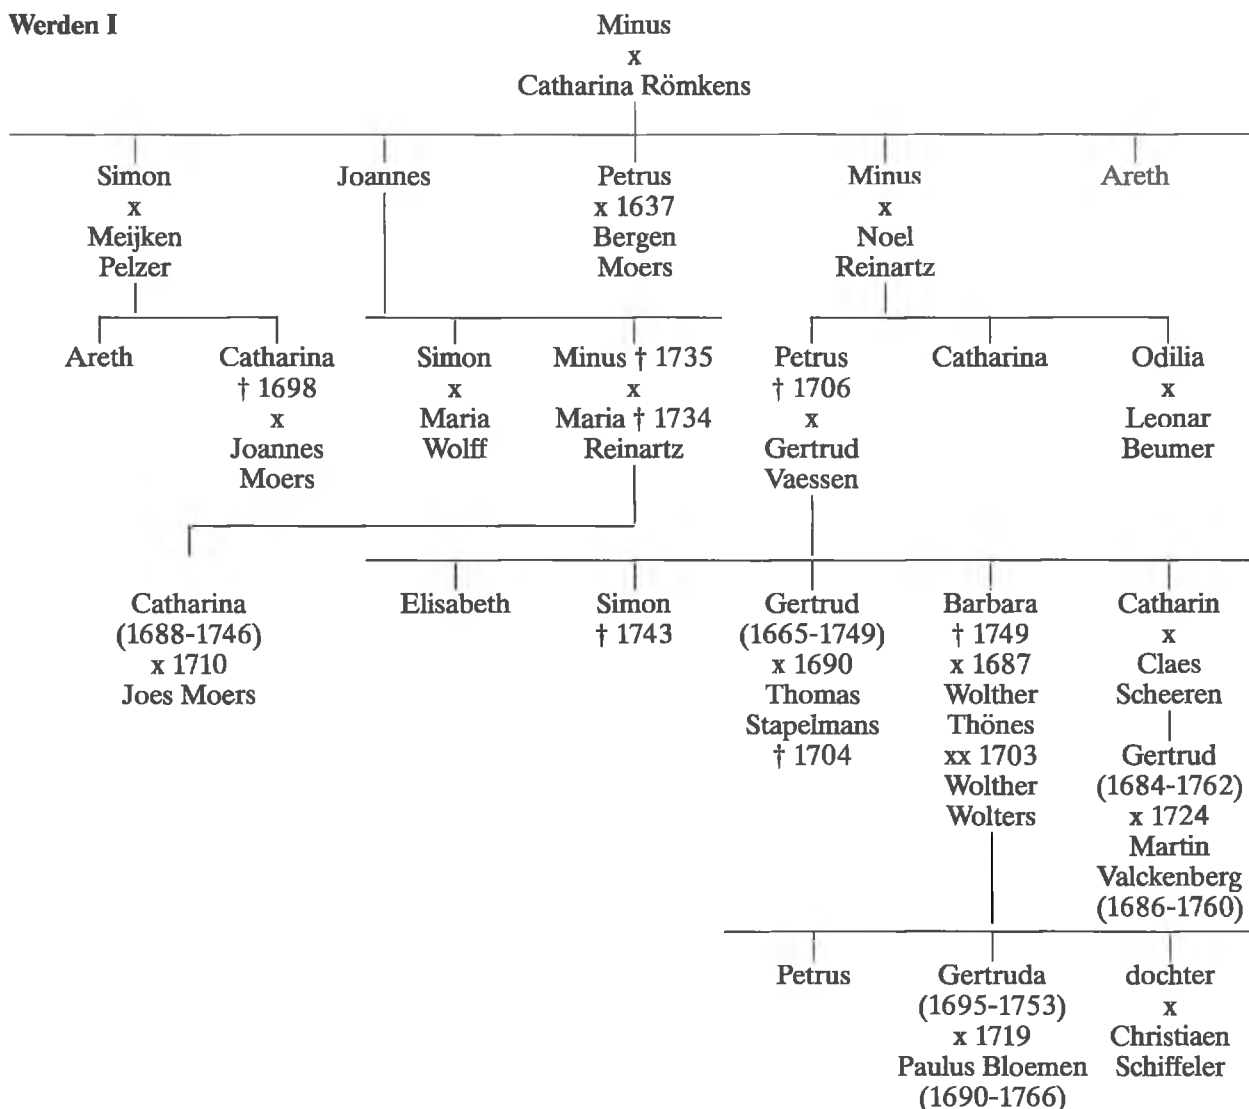 Werden I
Minus
x
Catharina Römkens
Simon
x
Meijken
Pelzer
Joannes
Petrus
x 1637
Bergen
Moers
Minus
x
Noel
Reinartz
Areth
Areth
Catharina
† 1698
x
Joannes
Moers
Simon
x
Maria
Wolff
Minus † 1735
x
Maria † 1734
Reinartz
Petrus
† 1706
x
Gertrud
Vaessen
Catharina
Odilia
x
Leonar
Beumer
Catharina
(1688-1746)
x 1710
Joes Moers
Elisabeth
Simon
† 1743
Gertrud
(1665-1749)
x 1690
Thomas
Stapelmans
† 1704
Barbara
† 1749
x 1687
Wolther
Thönes
xx 1703
Wolther
Wolters
Catharin
x
Claes
Scheeren
Gertrud
(1684-1762)
x 1724
Martin
Valckenberg
(1686-1760)
Petrus
Gertruda
(1695-1753)
x 1719
Paulus Bloemen
(1690-1766)
dochter
x
Christiaen
Schiffeler